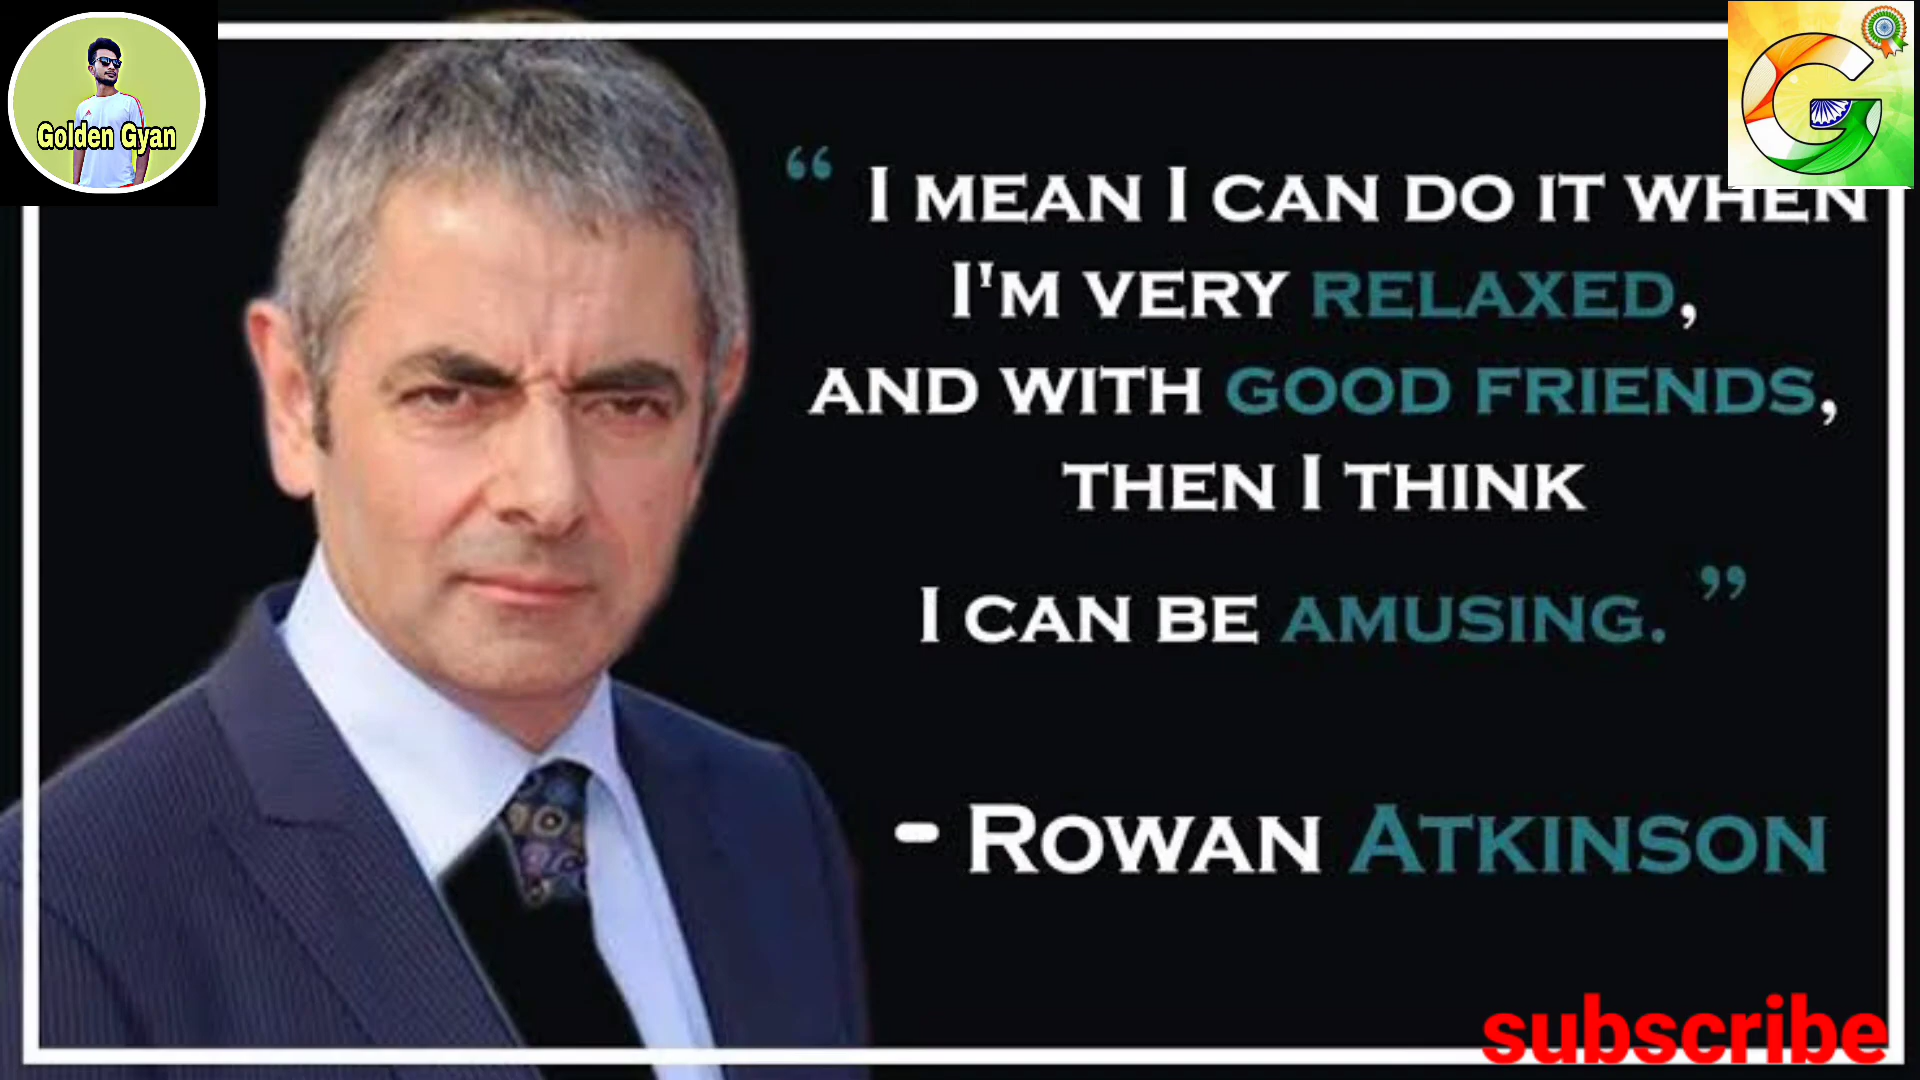 Golden Gyan
G
“ I MEAN I CAN DO IT WHEN
I'M VERY RELAXED,
AND WITH GOOD FRIENDS,
THEN I THINK
I CAN BE AMUSING. ”
- ROWAN ATKINSON
subscribe